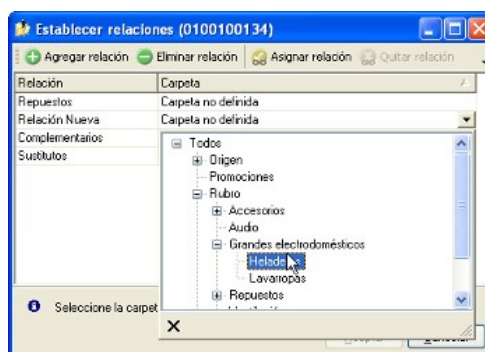 Establecer relaciones (0100100134)
Agregar relación Eliminar relación Asignar relación Quitar relación
Relación Carpeta
Repuestos Carpeta no definida
Relación Nueva Carpeta no definida
Complementarios
Sustitutos
Todos
Origen
Promociones
Rubro
Accesorios
Audio
Grandes electrodomésticos
Lavarropas
Repuestos
Seleccione la carpet